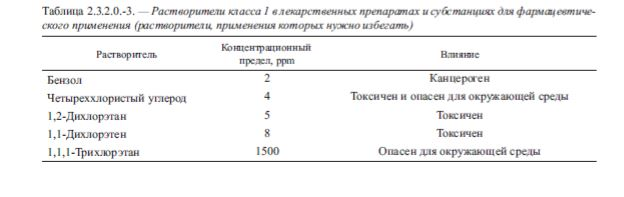 Таблица 2.3.2.0.-3. — Растворители класса 1 в лекарственных препаратах и субстанциях для фармацевтиче-
ского применения (растворители, применения которых нужно избегать)
Растворитель Концентрационный предел, ppm Влияние
Бензол 2 Канцероген
Четыреххлористый углерод 4 Токсичен и опасен для окружающей среды
1,2-Дихлорэтан 5 Токсичен
1,1-Дихлорэтен 8 Токсичен
1,1,1-Трихлорэтан 1500 Опасен для окружающей среды